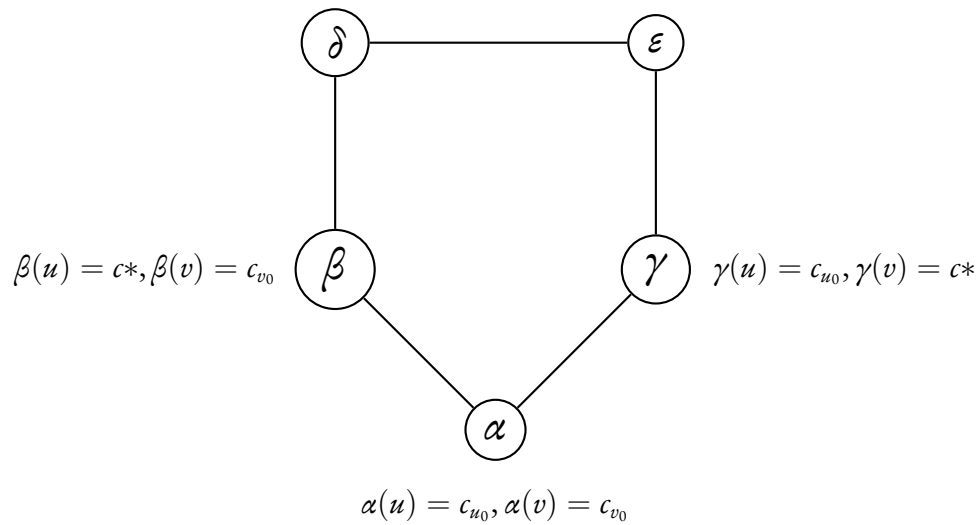 δ ε
β(u) = c*, β(v) = c_{v_0} β γ γ(u) = c_{u_0}, γ(v) = c*
α
α(u) = c_{u_0}, α(v) = c_{v_0}